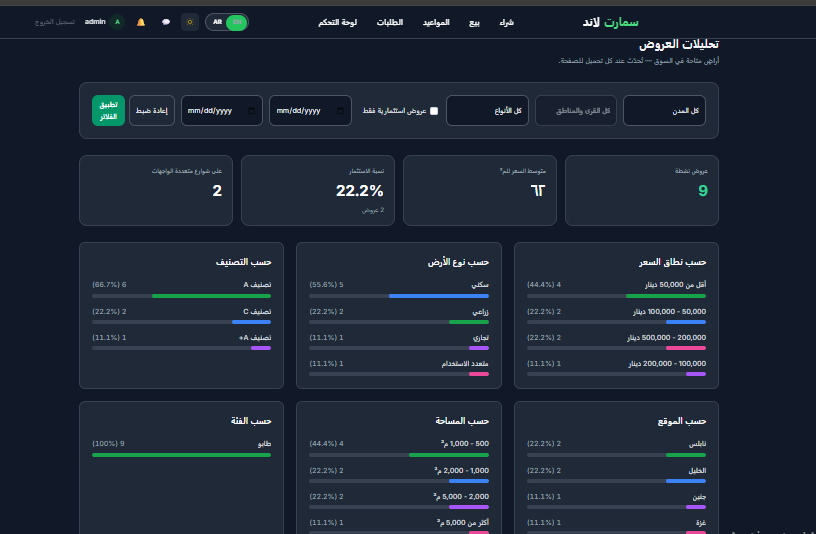 سمارت لاند
شراء
بيع
المواعيد
الطلبات
لوحة التحكم
AR
EN
A
admin
تسجيل الخروج
تحليلات العروض
أراضٍ متاحة في السوق — تُحدّث عند كل تحميل للصفحة.
كل المدن
كل القرى والمناطق
كل الأنواع
عروض استثمارية فقط
mm/dd/yyyy
mm/dd/yyyy
إعادة ضبط
تطبيق الفلاتر
عروض نشطة
9
متوسط السعر للم²
٦٢
نسبة الاستثمار
22.2%
2 عروض
على شوارع متعددة الواجهات
2
حسب نطاق السعر
أقل من 50,000 دينار 4 (44.4%)
50,000 - 100,000 دينار 2 (22.2%)
200,000 - 500,000 دينار 2 (22.2%)
100,000 - 200,000 دينار 1 (11.1%)
حسب نوع الأرض
سكني 5 (55.6%)
زراعي 2 (22.2%)
تجاري 1 (11.1%)
متعدد الاستخدام 1 (11.1%)
حسب التصنيف
تصنيف A 6 (66.7%)
تصنيف C 2 (22.2%)
تصنيف A+ 1 (11.1%)
حسب الموقع
نابلس 2 (22.2%)
الخليل 2 (22.2%)
جنين 1 (11.1%)
غزة 1 (11.1%)
حسب المساحة
500 - 1,000 م² 4 (44.4%)
1,000 - 2,000 م² 2 (22.2%)
2,000 - 5,000 م² 2 (22.2%)
أكثر من 5,000 م² 1 (11.1%)
حسب الفئة
طابو 9 (100%)